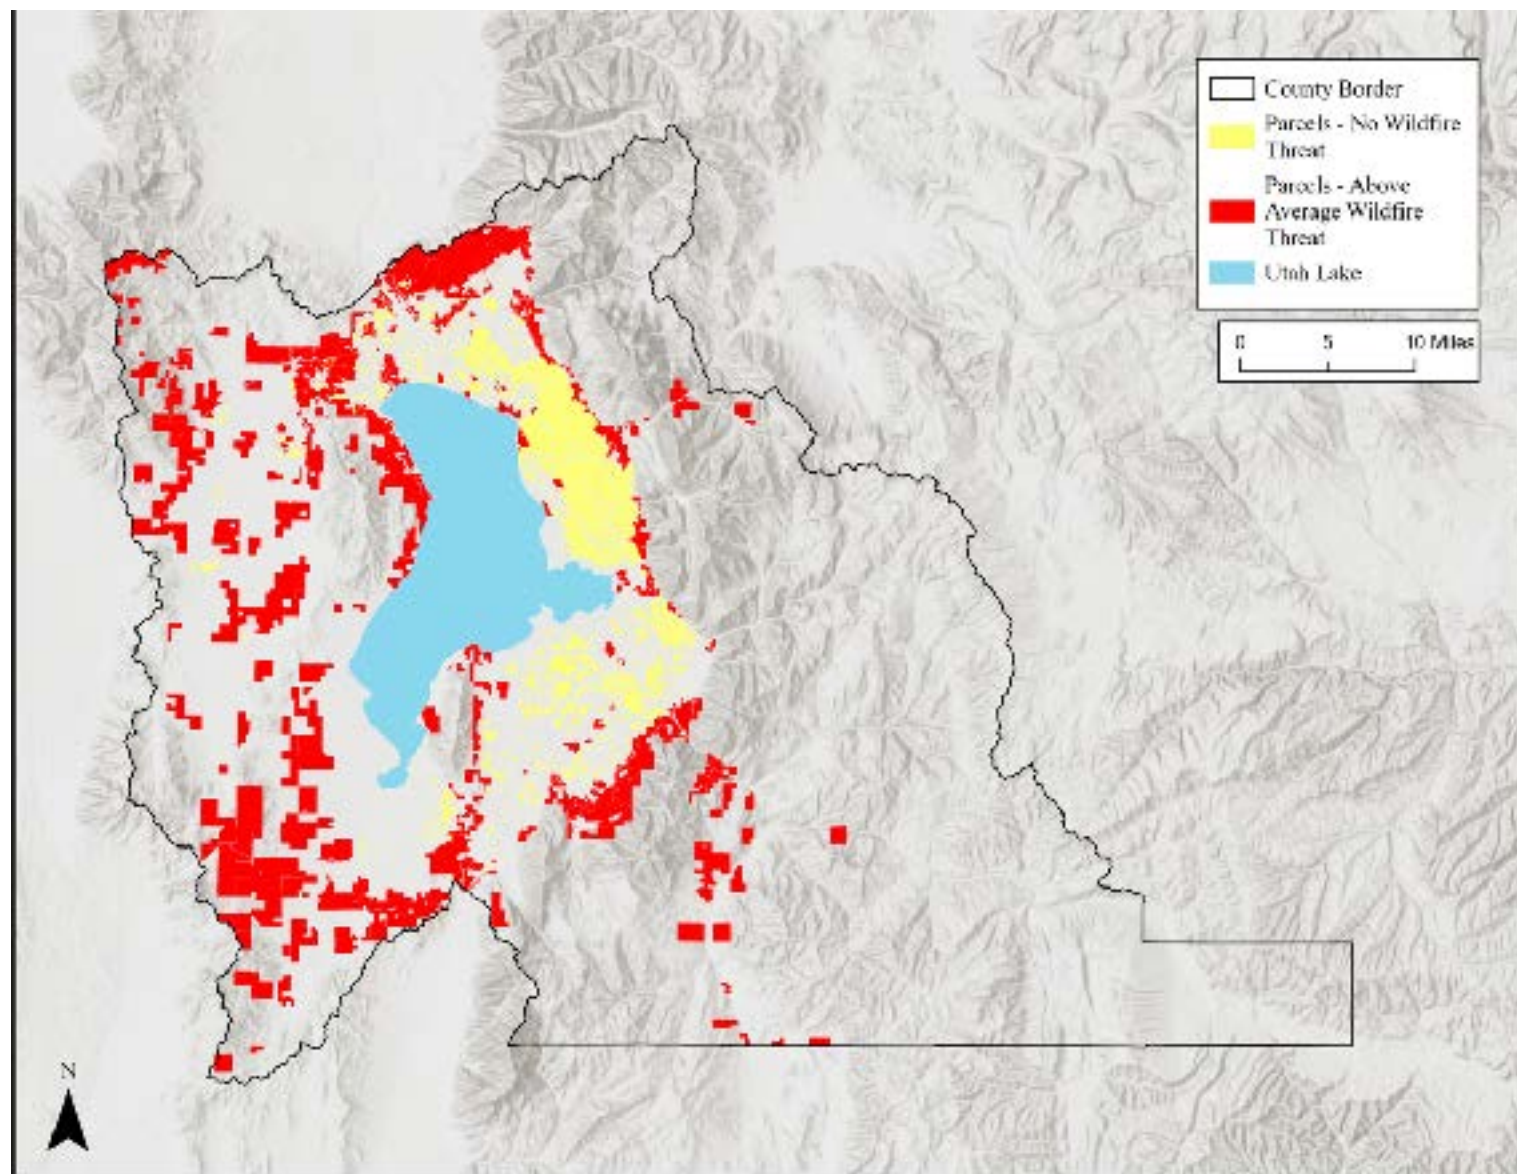 County Border
Parcels - No Wildfire
Threat
Parcels - Above
Average Wildfire
Threat
Utah Lake
0 5 10 Miles
N